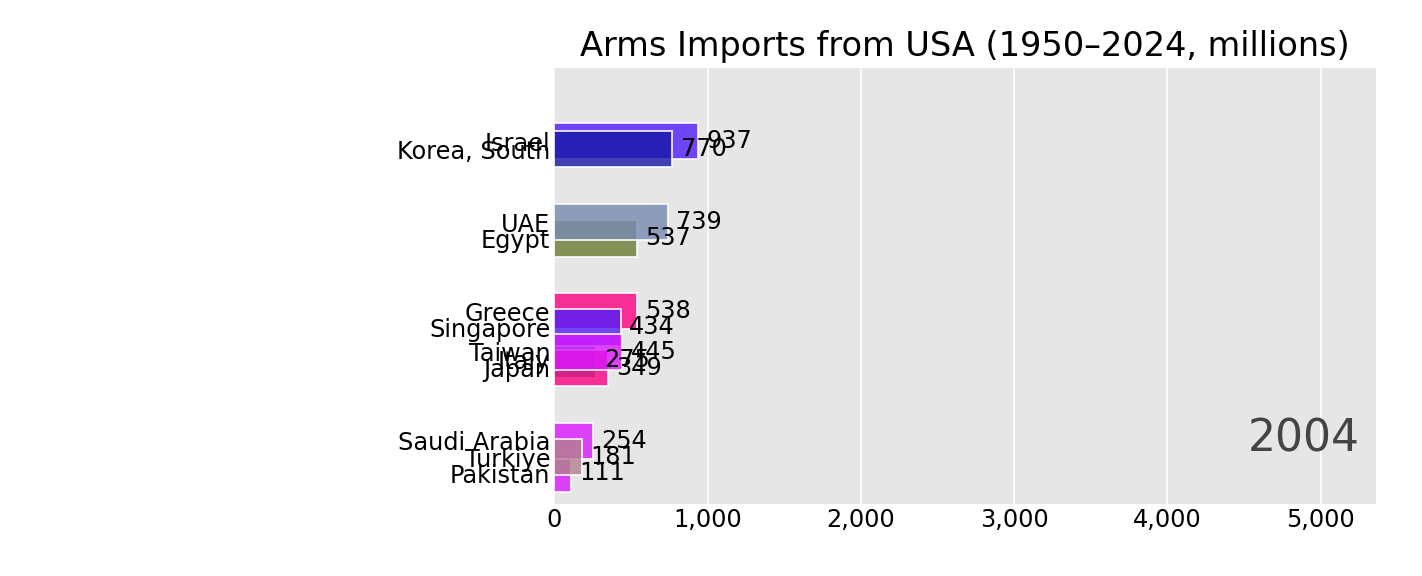 Arms Imports from USA (1950–2024, millions)
Israel 937
Korea, South 770
UAE 739
Egypt 537
Greece 538
Singapore 434
Taiwan 445
Italy
Japan 349
Saudi Arabia 254
Türkiye 181
Pakistan 111
2004
0 1,000 2,000 3,000 4,000 5,000